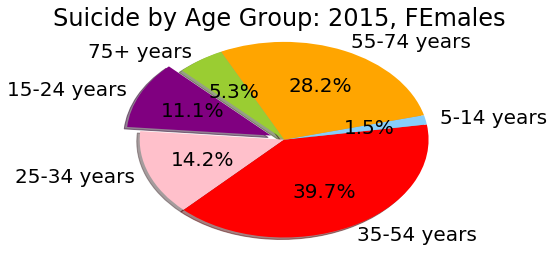 Suicide by Age Group: 2015, FEmales
55-74 years
75+ years
28.2%
5.3%
15-24 years
11.1%
5-14 years
1.5%
14.2%
25-34 years
39.7%
35-54 years